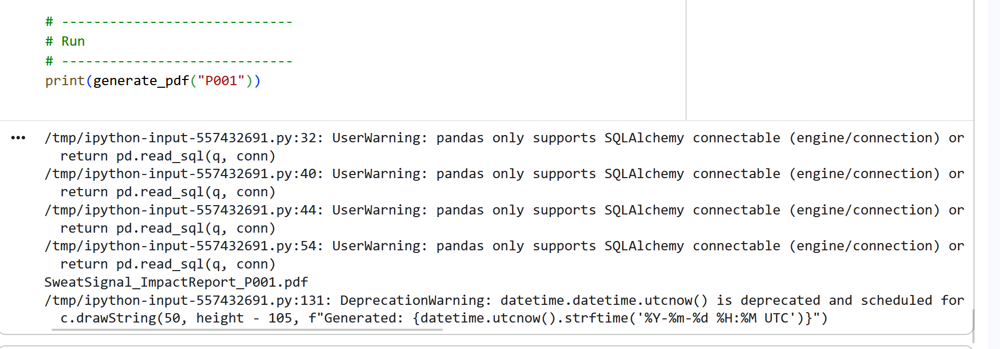 # -----------------------------
# Run
# -----------------------------
print(generate_pdf("P001"))
/tmp/ipython-input-557432691.py:32: UserWarning: pandas only supports SQLAlchemy connectable (engine/connection) or
  return pd.read_sql(q, conn)
/tmp/ipython-input-557432691.py:40: UserWarning: pandas only supports SQLAlchemy connectable (engine/connection) or
  return pd.read_sql(q, conn)
/tmp/ipython-input-557432691.py:44: UserWarning: pandas only supports SQLAlchemy connectable (engine/connection) or
  return pd.read_sql(q, conn)
/tmp/ipython-input-557432691.py:54: UserWarning: pandas only supports SQLAlchemy connectable (engine/connection) or
  return pd.read_sql(q, conn)
SweatSignal_ImpactReport_P001.pdf
/tmp/ipython-input-557432691.py:131: DeprecationWarning: datetime.datetime.utcnow() is deprecated and scheduled for
  c.drawString(50, height - 105, f"Generated: {datetime.utcnow().strftime('%Y-%m-%d %H:%M UTC')}")